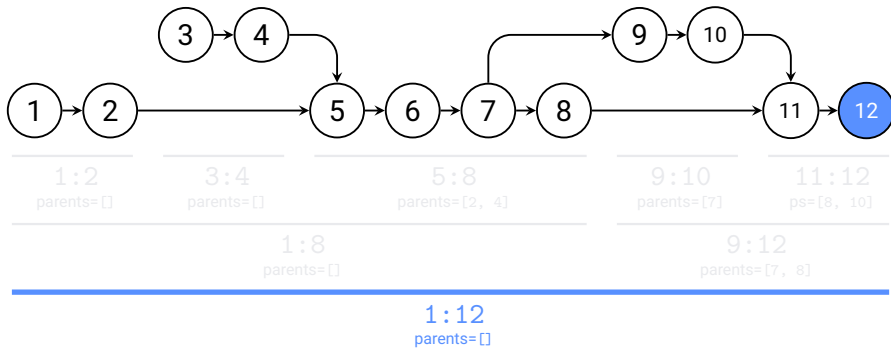 3 4 9 10
1 2 5 6 7 8 11 12
1:2 3:4 5:8 9:10 11:12
parents=[] parents=[] parents=[2, 4] parents=[7] ps=[8, 10]
1:8 9:12
parents=[] parents=[7, 8]
1:12
parents=[]